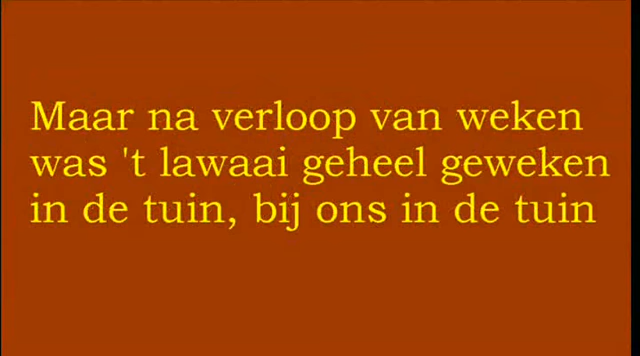 Maar na verloop van weken
was 't lawaai geheel geweken
in de tuin, bij ons in de tuin